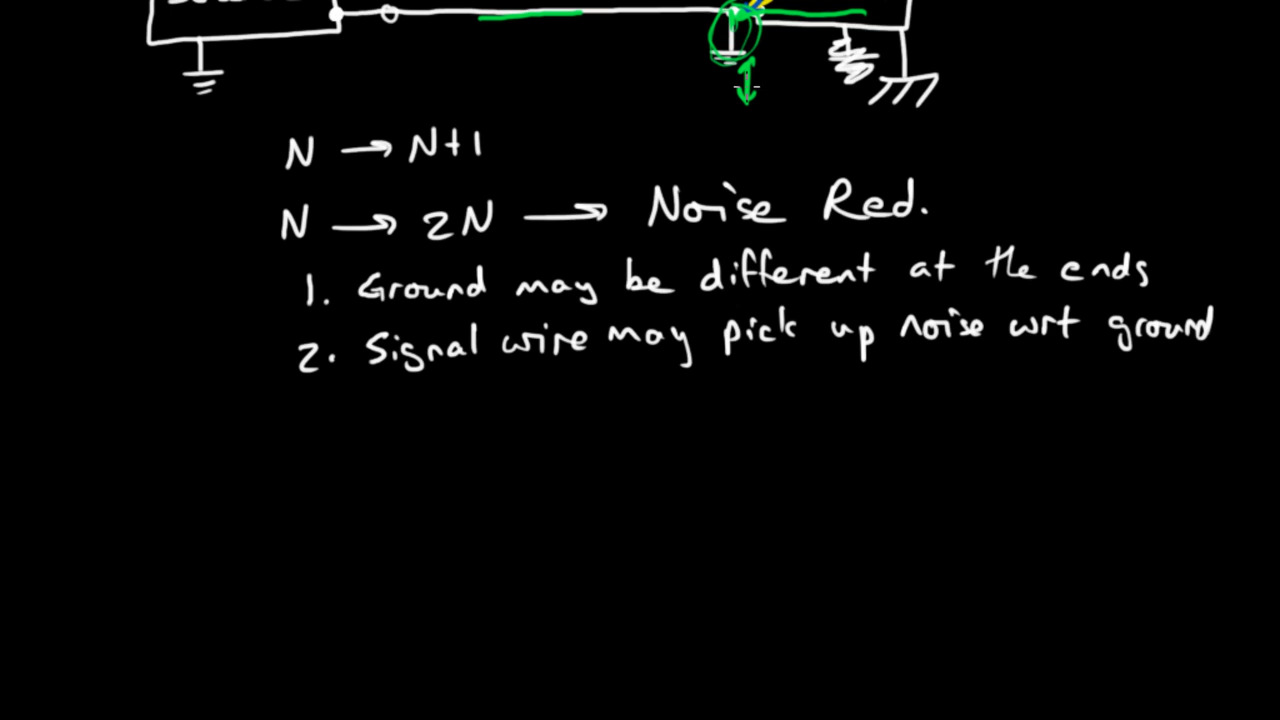 N → N+1
N → 2N → Noise Red.
1. Ground may be different at the ends
2. Signal wire may pick up noise wrt ground